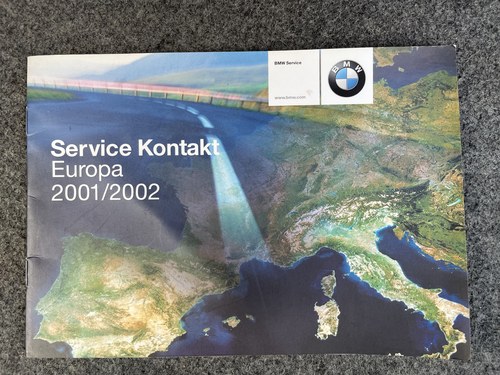 BMW Service
BMW
www.bmw.com
Service Kontakt
Europa
2001/2002